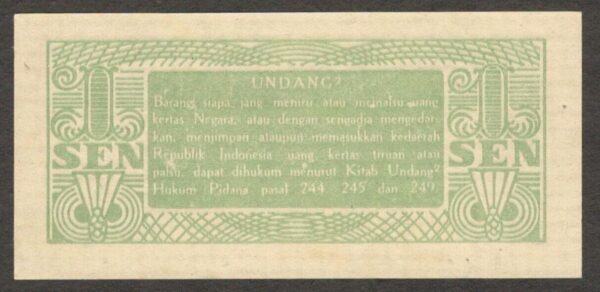 UNDANG²
1 SEN
Barang siapa jang meniru atau memalsu uang
kertas Negara, atau dengan sengadja mengedar-
kan, menjimpan ataupun memasukkan kedaerah
Republik Indonesia uang kertas tiruan atau
palsu, dapat dihukum menurut Kitab Undang²
Hukum Pidana pasal 244, 245 dan 249.
1 SEN